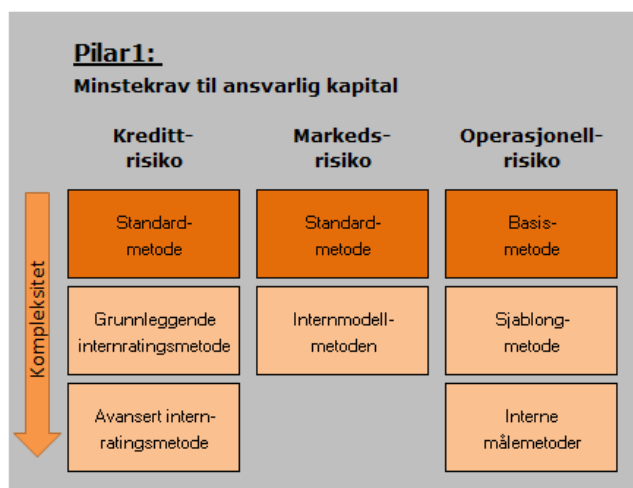 Pilar1:
Minstekrav til ansvarlig kapital
Kreditt-
risiko
Markeds-
risiko
Operasjonell-
risiko
Kompleksitet
Standard-
metode
Standard-
metode
Basis-
metode
Grunnleggende
internratingsmetode
Internmodell-
metoden
Sjablong-
metode
Avansert intern-
ratingsmetode
Interne
målemetoder